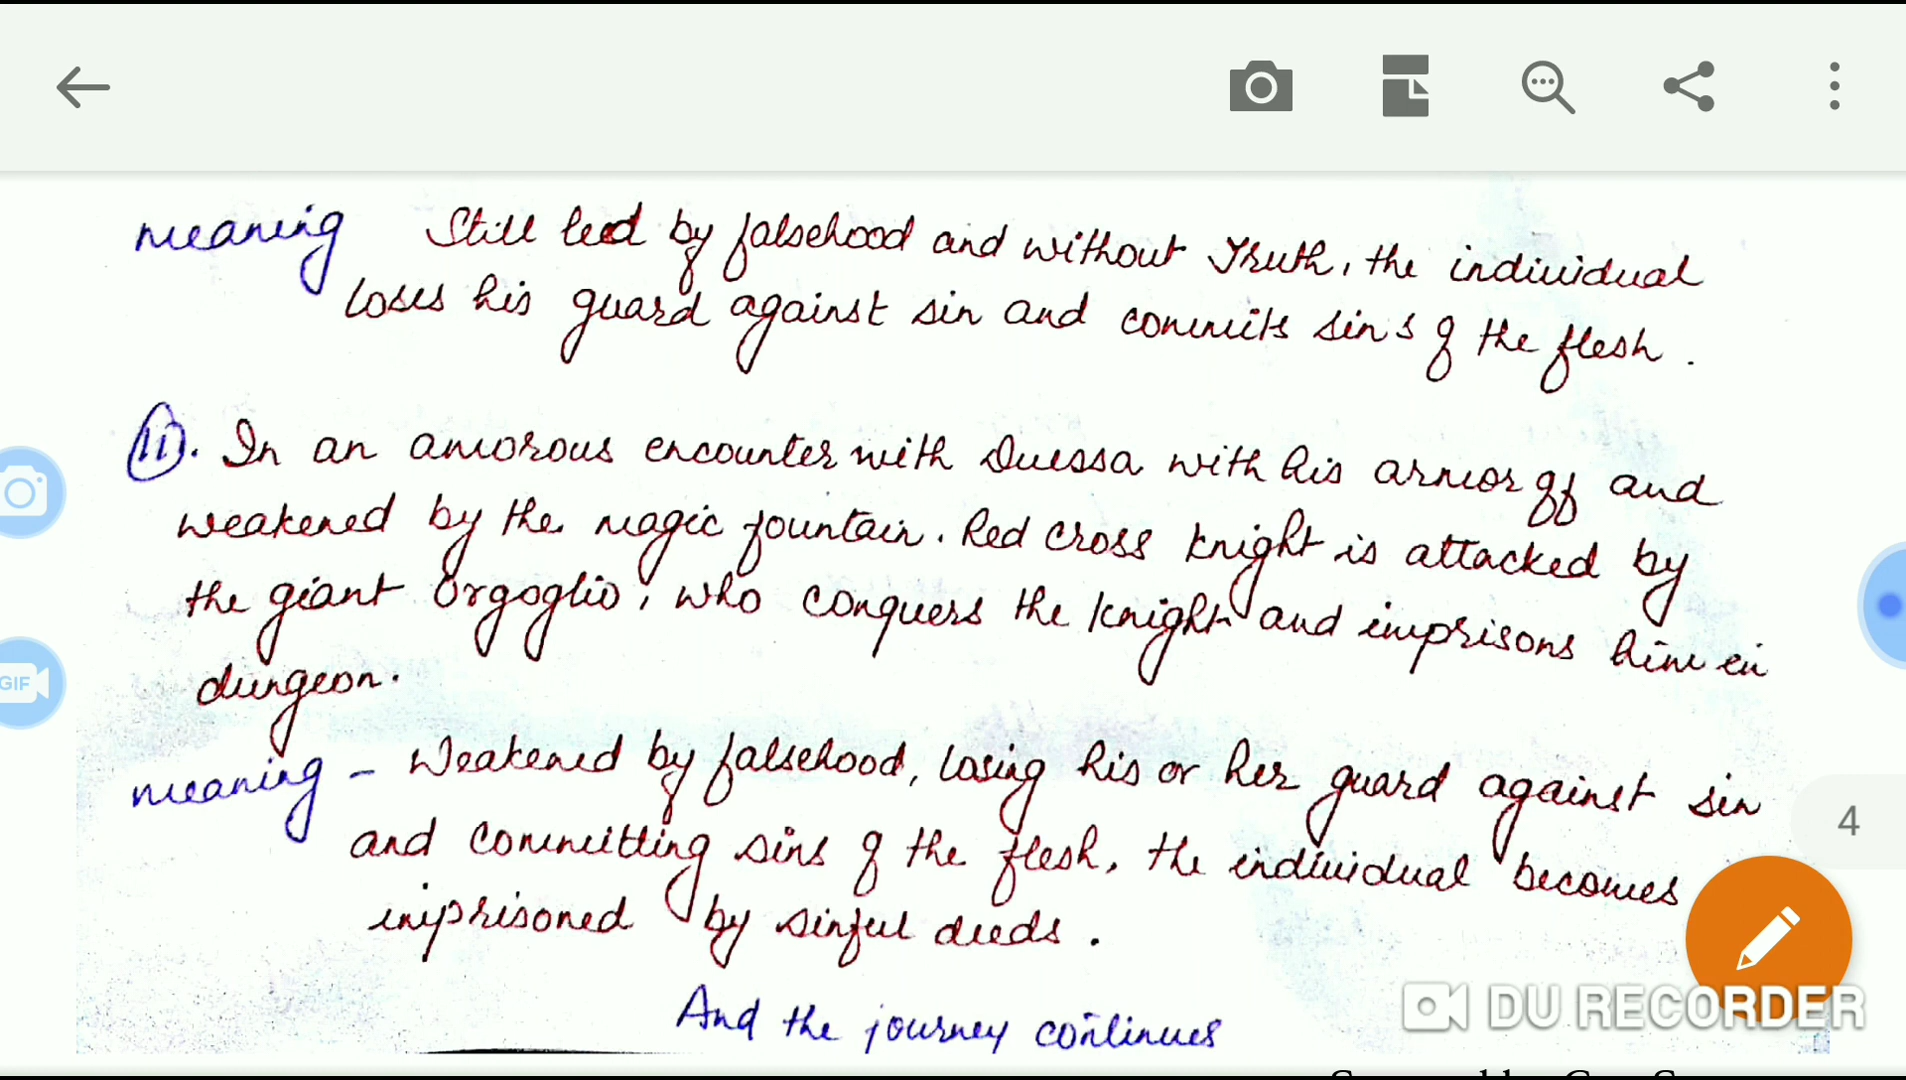 meaning Still led by falsehood and without Truth, the individual
loses his guard against sin and commits sins of the flesh.
11. In an amorous encounter with Duessa with his armor off and
weakened by the magic fountain. Red cross knight is attacked by
the giant Orgoglio, who conquers the knight and imprisons him in
dungeon.
meaning - Weakened by falsehood, losing his or her guard against sin
and committing sins of the flesh, the individual becomes
imprisoned by sinful deeds.
And the journey continues
GIF
4
DU RECORDER